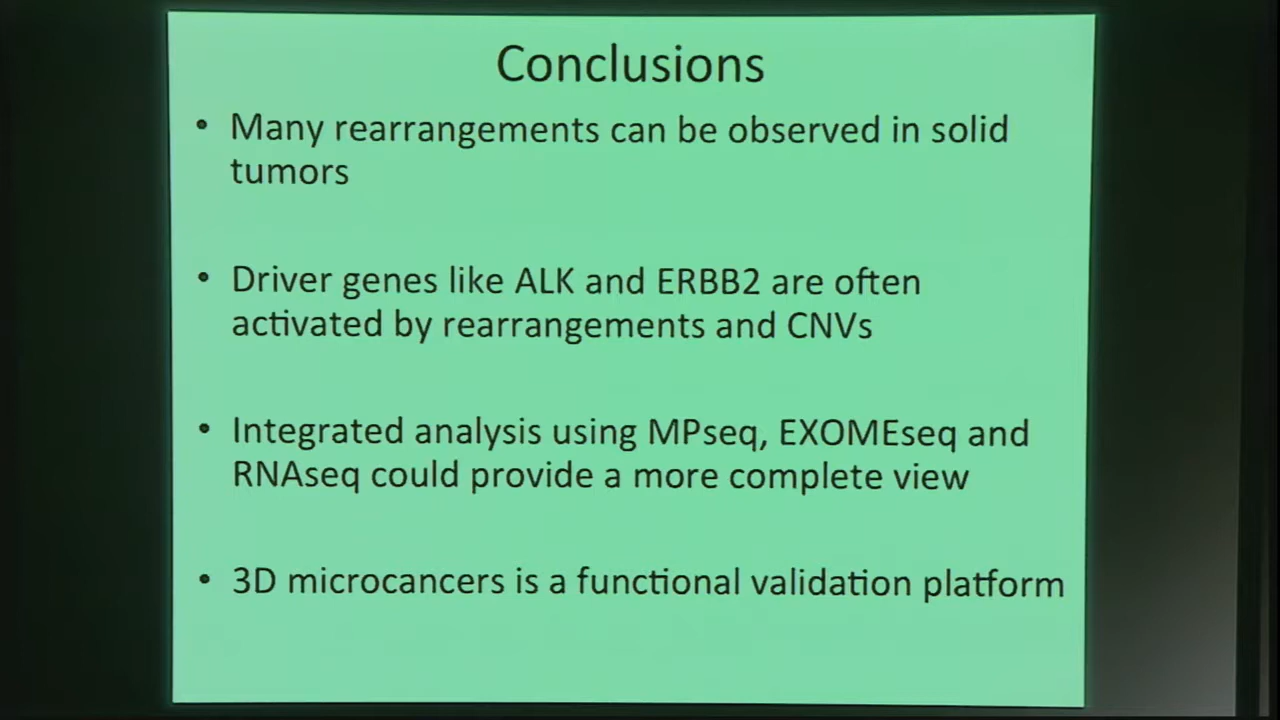 Conclusions
• Many rearrangements can be observed in solid
tumors
• Driver genes like ALK and ERBB2 are often
activated by rearrangements and CNVs
• Integrated analysis using MPseq, EXOMEseq and
RNAseq could provide a more complete view
• 3D microcancers is a functional validation platform